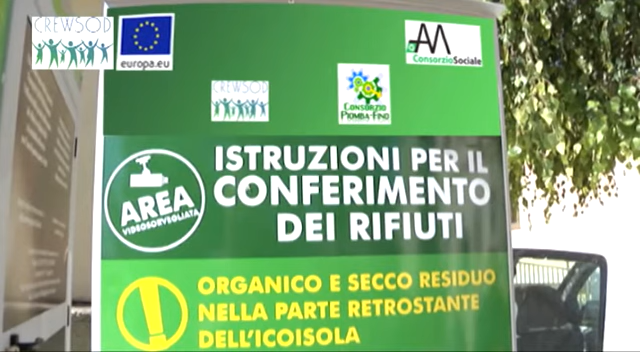 CREWSOD
europa.eu
CREWSOD
CONSORZIO
PIOMBA-FINO
AA
ConsorzioSociale
AREA
VIDEOSORVEGLIATA
ISTRUZIONI PER IL
CONFERIMENTO
DEI RIFIUTI
ORGANICO E SECCO RESIDUO
NELLA PARTE RETROSTANTE
DELL'ICOISOLA